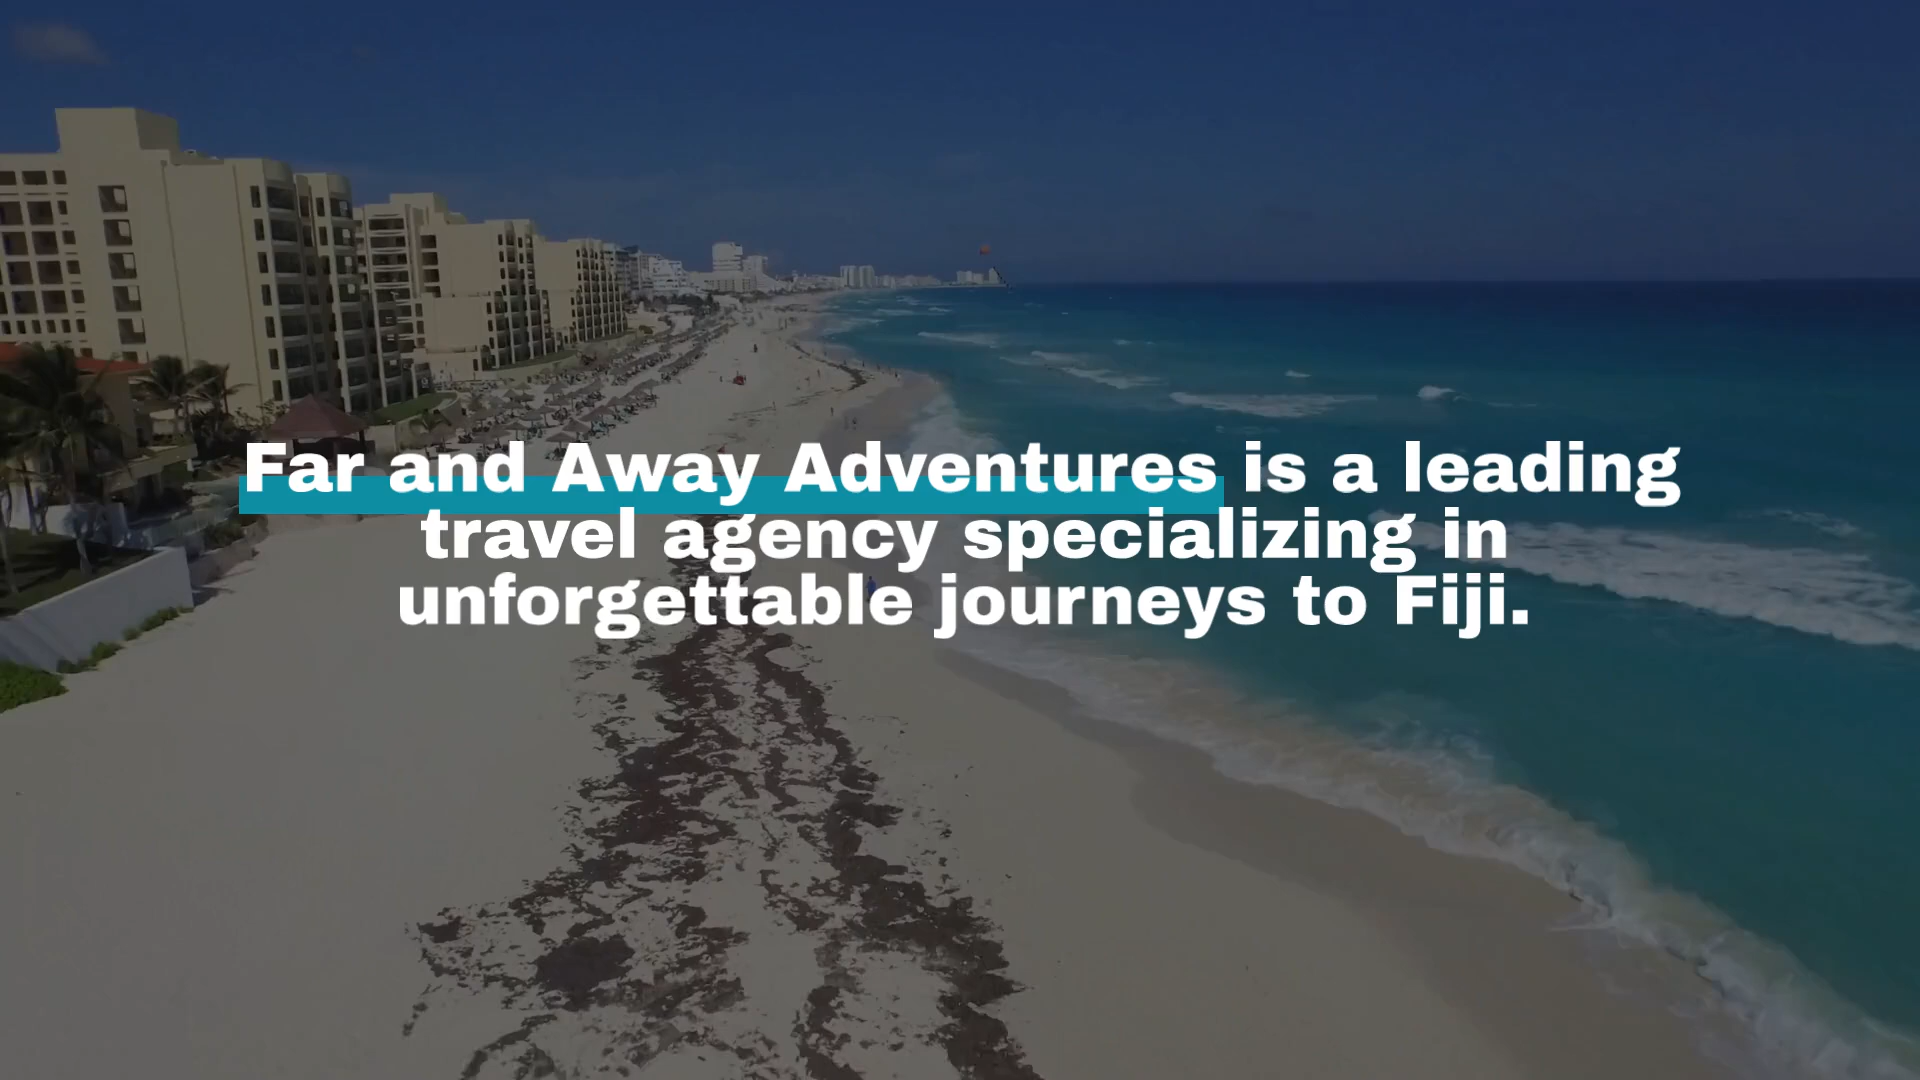 Far and Away Adventures is a leading
travel agency specializing in
unforgettable journeys to Fiji.